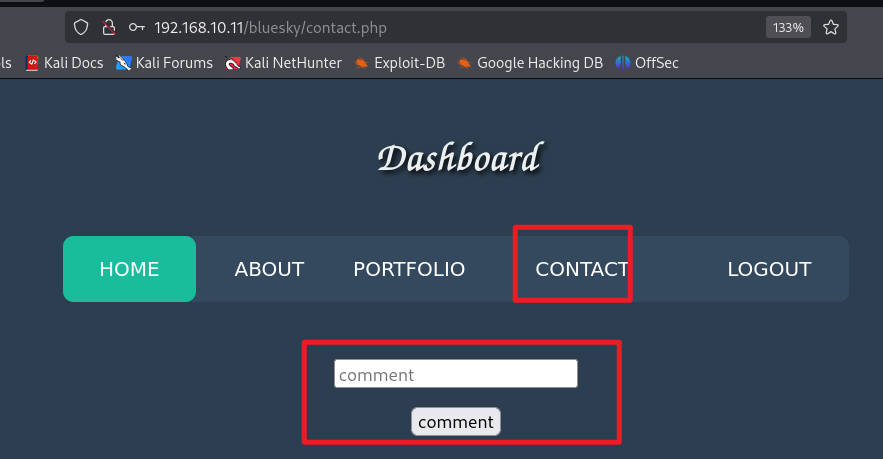 192.168.10.11/bluesky/contact.php
133%
ls Kali Docs Kali Forums Kali NetHunter Exploit-DB Google Hacking DB OffSec
Dashboard
HOME ABOUT PORTFOLIO CONTACT LOGOUT
comment
comment